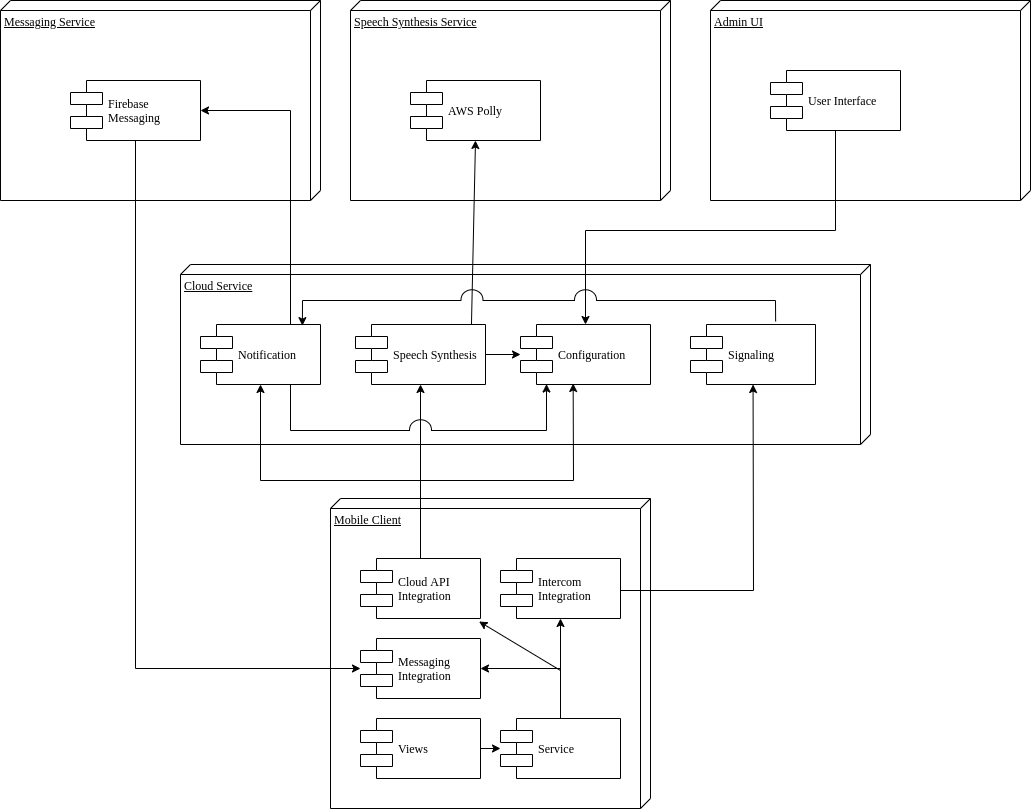 Messaging Service
Speech Synthesis Service
Admin UI
Firebase
Messaging
AWS Polly
User Interface
Cloud Service
Notification
Speech Synthesis
Configuration
Signaling
Mobile Client
Cloud API
Integration
Intercom
Integration
Messaging
Integration
Views
Service